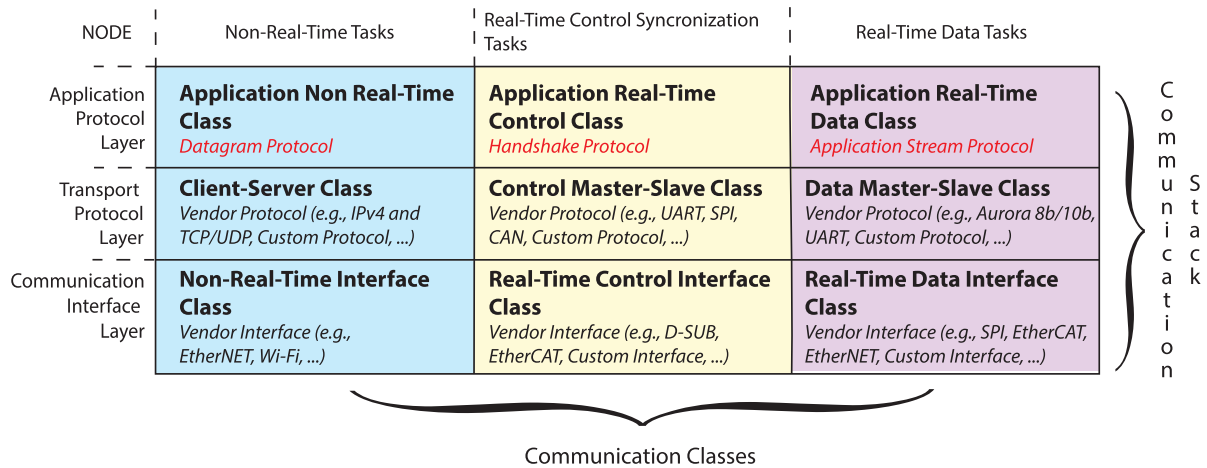 NODE
Non-Real-Time Tasks
Real-Time Control Syncronization
Tasks
Real-Time Data Tasks
Application
Protocol
Layer
Application Non Real-Time
Class
Datagram Protocol
Application Real-Time
Control Class
Handshake Protocol
Application Real-Time
Data Class
Application Stream Protocol
Transport
Protocol
Layer
Client-Server Class
Vendor Protocol (e.g., IPv4 and
TCP/UDP, Custom Protocol, ...)
Control Master-Slave Class
Vendor Protocol (e.g., UART, SPI,
CAN, Custom Protocol, ...)
Data Master-Slave Class
Vendor Protocol (e.g., Aurora 8b/10b,
UART, Custom Protocol, ...)
Communication
Interface
Layer
Non-Real-Time Interface
Class
Vendor Interface (e.g.,
EtherNET, Wi-Fi, ...)
Real-Time Control Interface
Class
Vendor Interface (e.g., D-SUB,
EtherCAT, Custom Interface, ...)
Real-Time Data Interface
Class
Vendor Interface (e.g., SPI, EtherCAT,
EtherNET, Custom Interface, ...)
Communication
Stack
Communication Classes